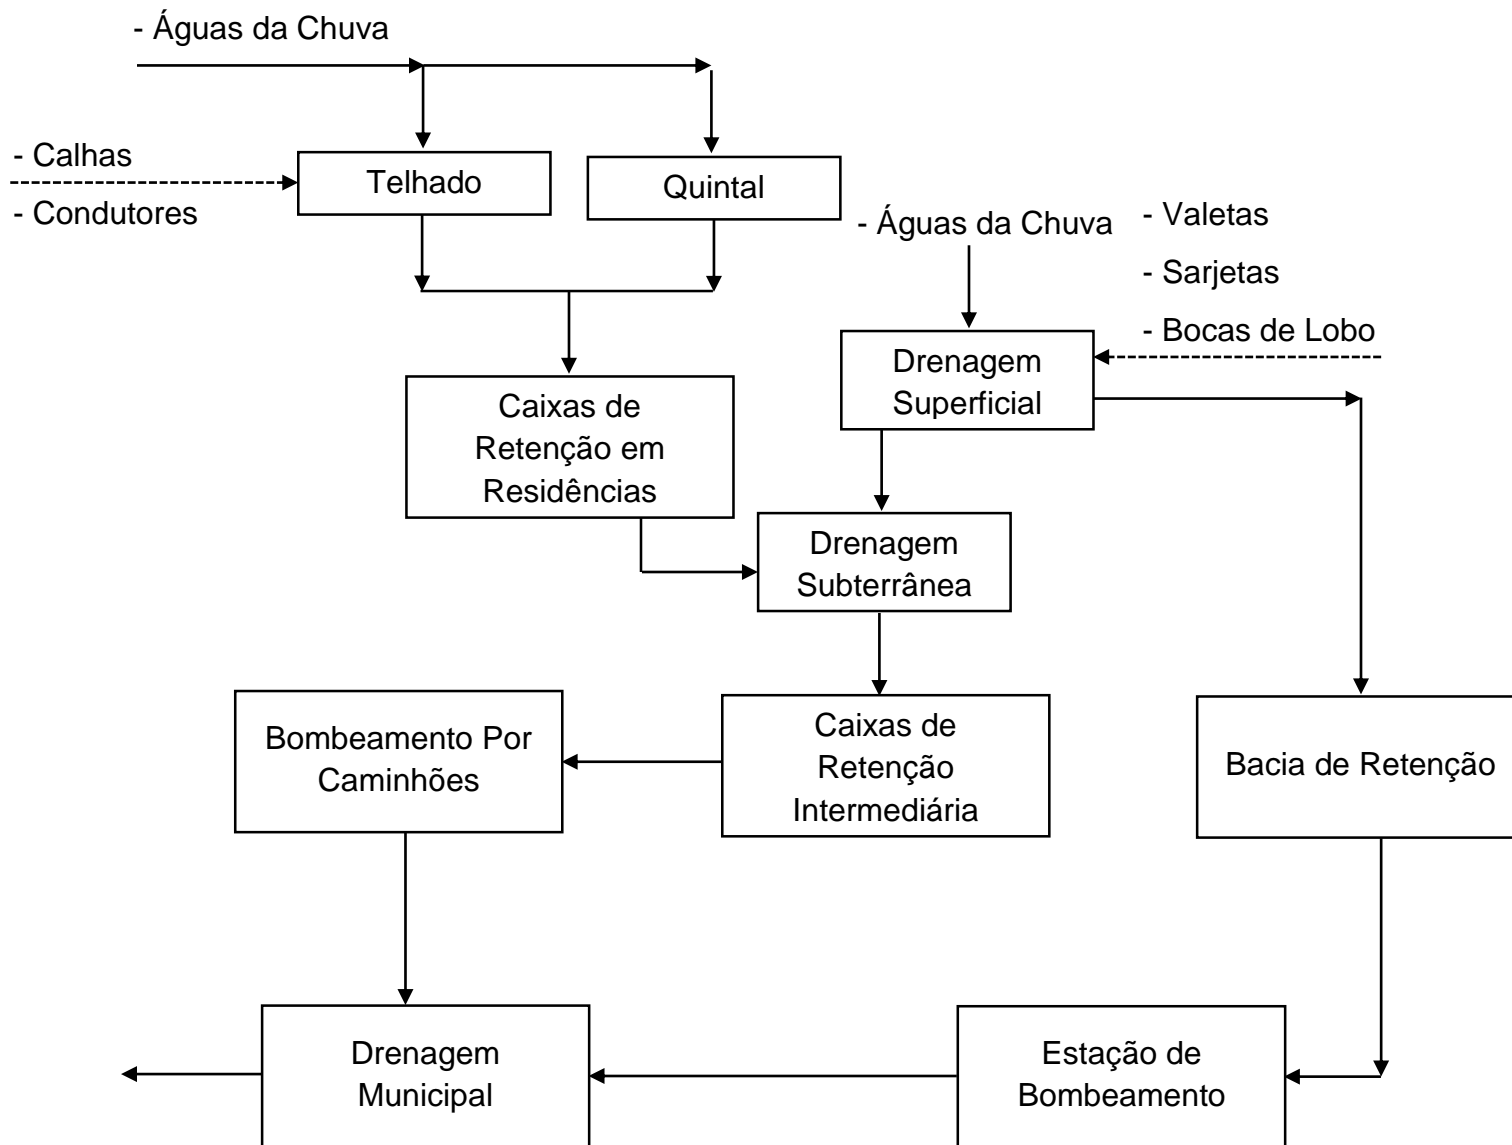 - Águas da Chuva
- Calhas
- Condutores
Telhado
Quintal
- Águas da Chuva
- Valetas
- Sarjetas
- Bocas de Lobo
Drenagem
Superficial
Caixas de
Retenção em
Residências
Drenagem
Subterrânea
Bombeamento Por
Caminhões
Caixas de
Retenção
Intermediária
Bacia de Retenção
Drenagem
Municipal
Estação de
Bombeamento